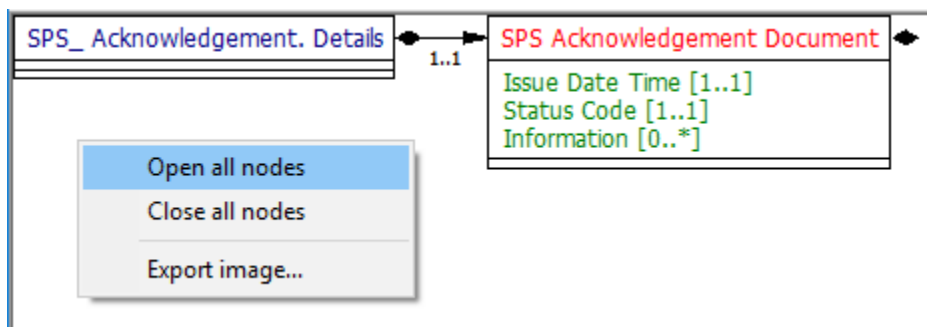 SPS_ Acknowledgement. Details
1..1
SPS Acknowledgement Document
Issue Date Time [1..1]
Status Code [1..1]
Information [0..*]
Open all nodes
Close all nodes
Export image...